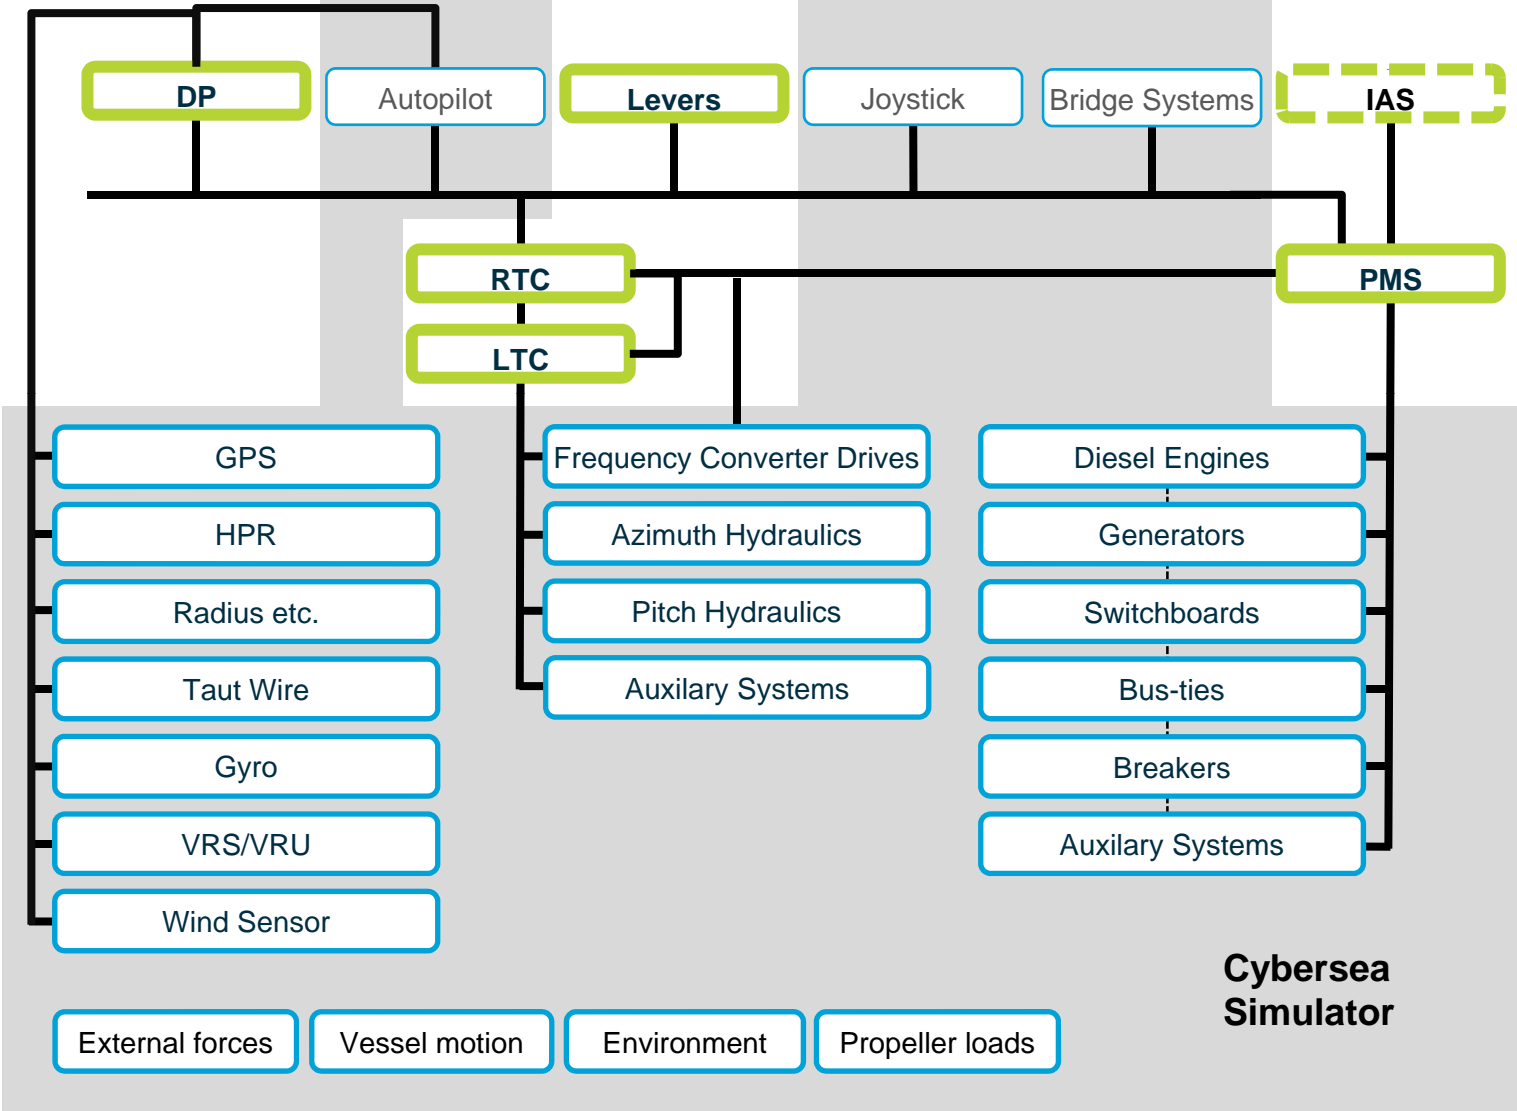 DP
Autopilot
Levers
Joystick
Bridge Systems
IAS
RTC
PMS
LTC
GPS
HPR
Radius etc.
Taut Wire
Gyro
VRS/VRU
Wind Sensor
Frequency Converter Drives
Azimuth Hydraulics
Pitch Hydraulics
Auxilary Systems
Diesel Engines
Generators
Switchboards
Bus-ties
Breakers
Auxilary Systems
Cybersea
Simulator
External forces
Vessel motion
Environment
Propeller loads